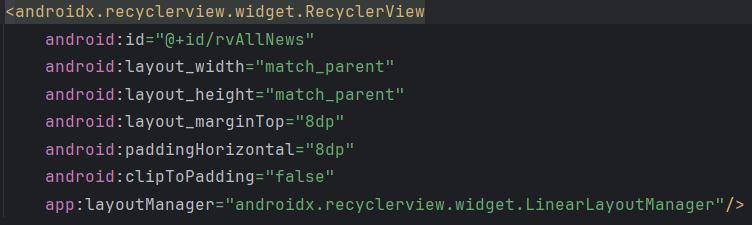 <androidx.recyclerview.widget.RecyclerView
android:id="@+id/rvAllNews"
android:layout_width="match_parent"
android:layout_height="match_parent"
android:layout_marginTop="8dp"
android:paddingHorizontal="8dp"
android:clipToPadding="false"
app:layoutManager="androidx.recyclerview.widget.LinearLayoutManager"/>